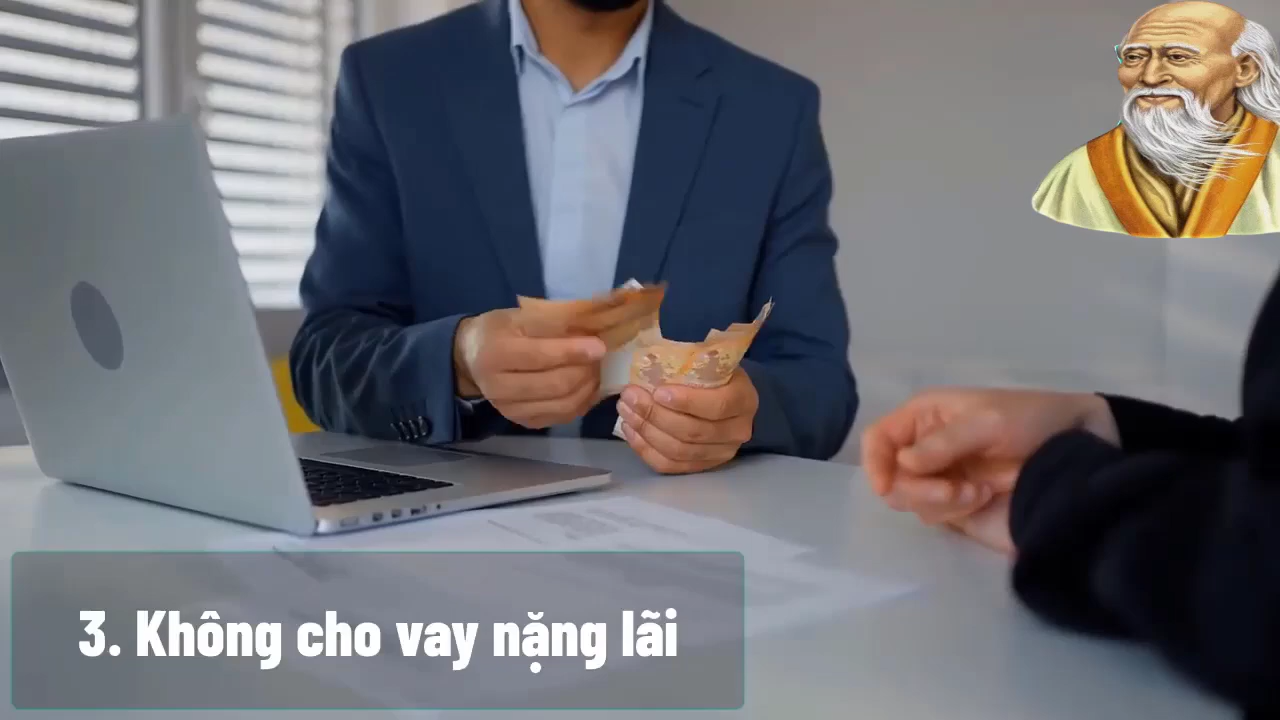 3. Không cho vay nặng lãi